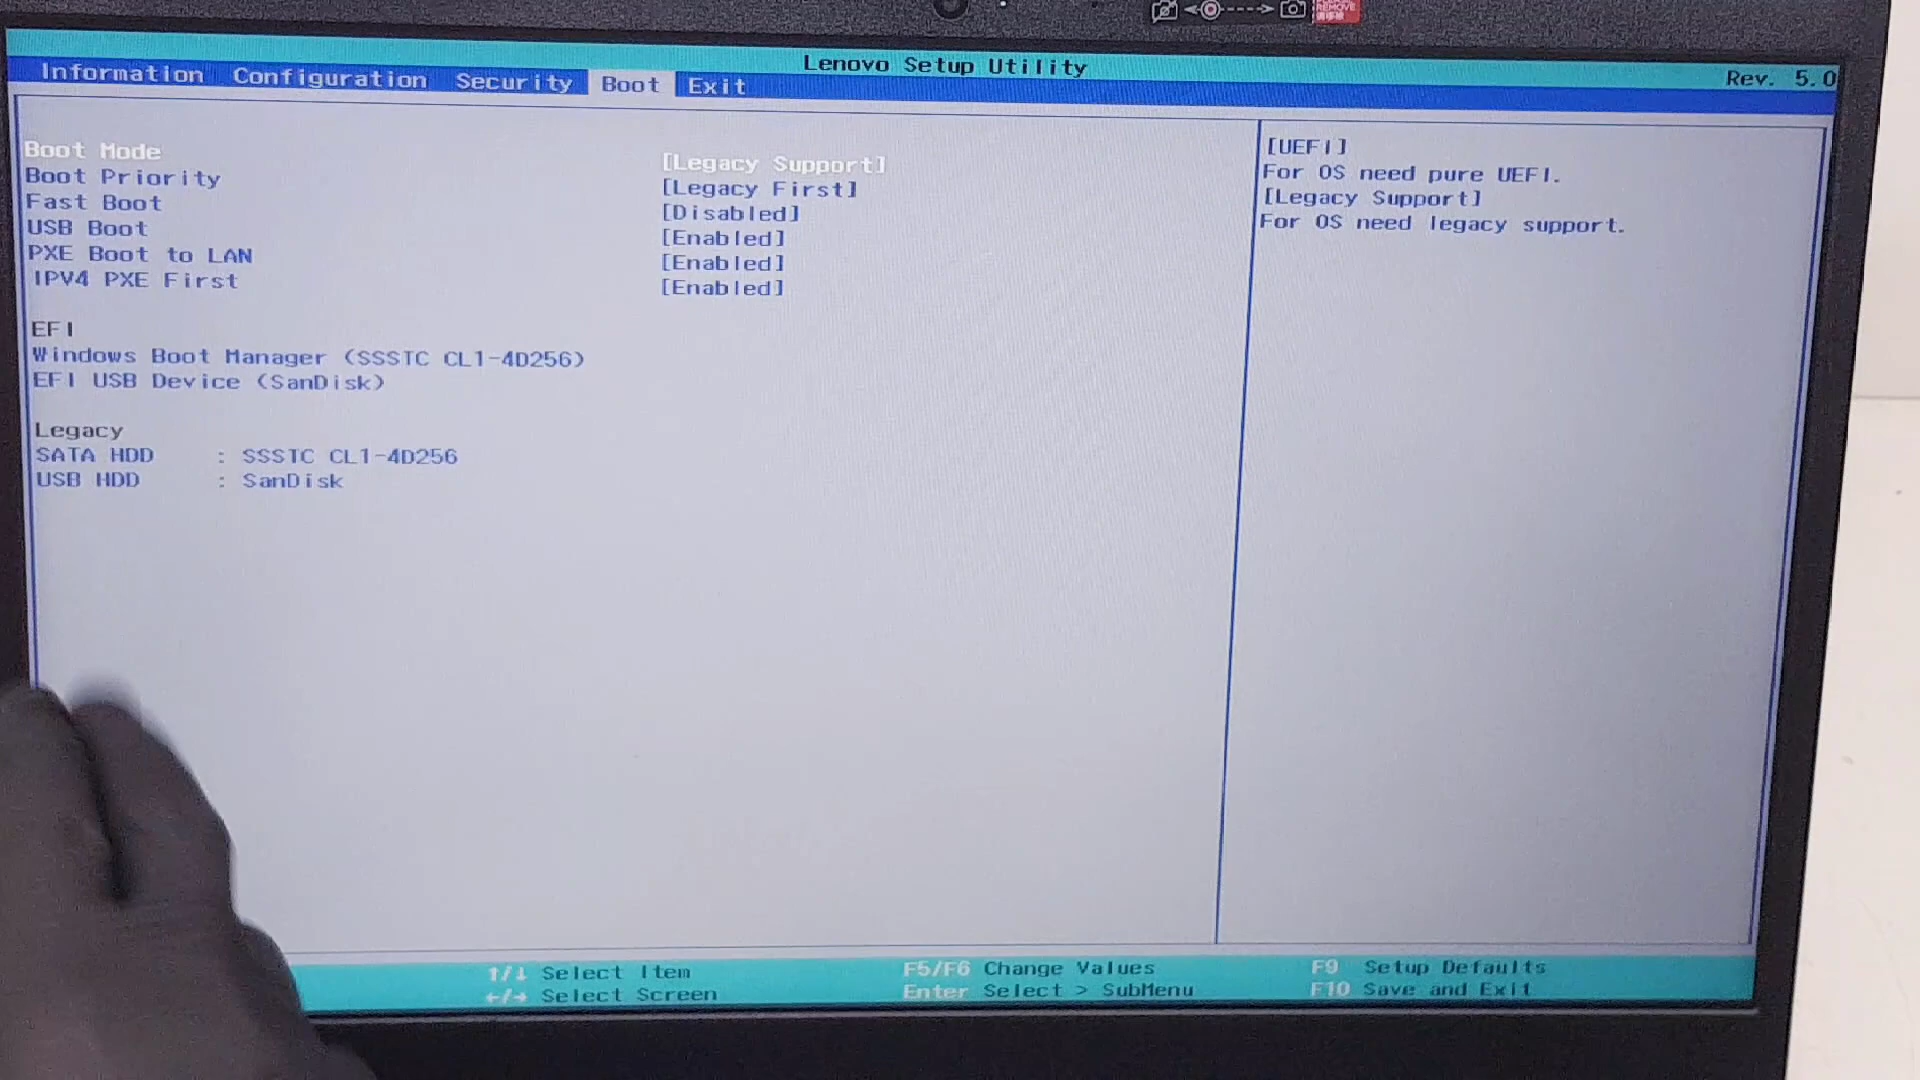 REMOVE
Lenovo Setup Utility
Rev. 5.0
Information Configuration Security Boot Exit
Boot Mode [Legacy Support]
Boot Priority [Legacy First]
Fast Boot [Disabled]
USB Boot [Enabled]
PXE Boot to LAN [Enabled]
IPV4 PXE First [Enabled]
EFI
Windows Boot Manager (SSSTC CL1-4D256)
EFI USB Device (SanDisk)
Legacy
SATA HDD : SSSTC CL1-4D256
USB HDD : SanDisk
[UEFI]
For OS need pure UEFI.
[Legacy Support]
For OS need legacy support.
↑/↓ Select Item F5/F6 Change Values F9 Setup Defaults
←/→ Select Screen Enter Select > SubMenu F10 Save and Exit